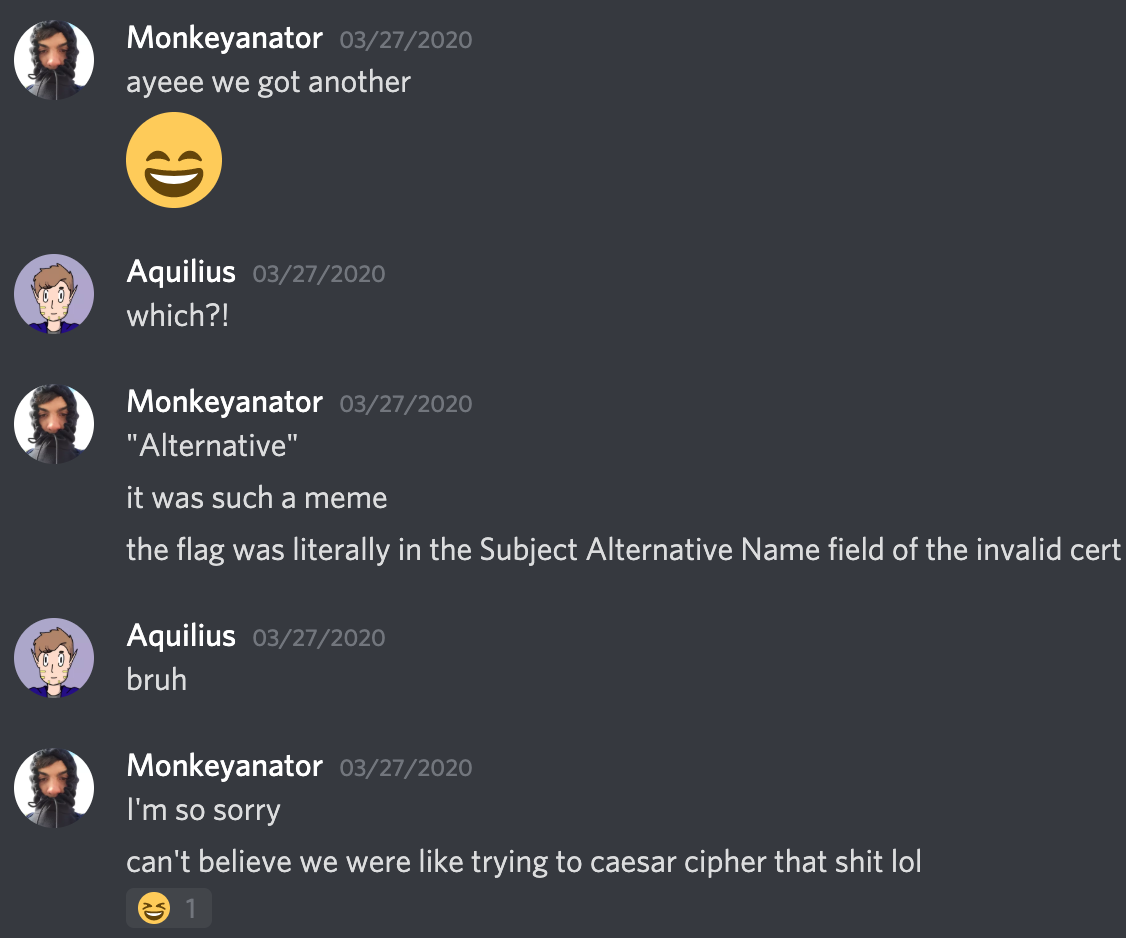 Monkeyanator 03/27/2020
ayeee we got another
Aquilius 03/27/2020
which?!
Monkeyanator 03/27/2020
"Alternative"
it was such a meme
the flag was literally in the Subject Alternative Name field of the invalid cert
Aquilius 03/27/2020
bruh
Monkeyanator 03/27/2020
I'm so sorry
can't believe we were like trying to caesar cipher that shit lol
1